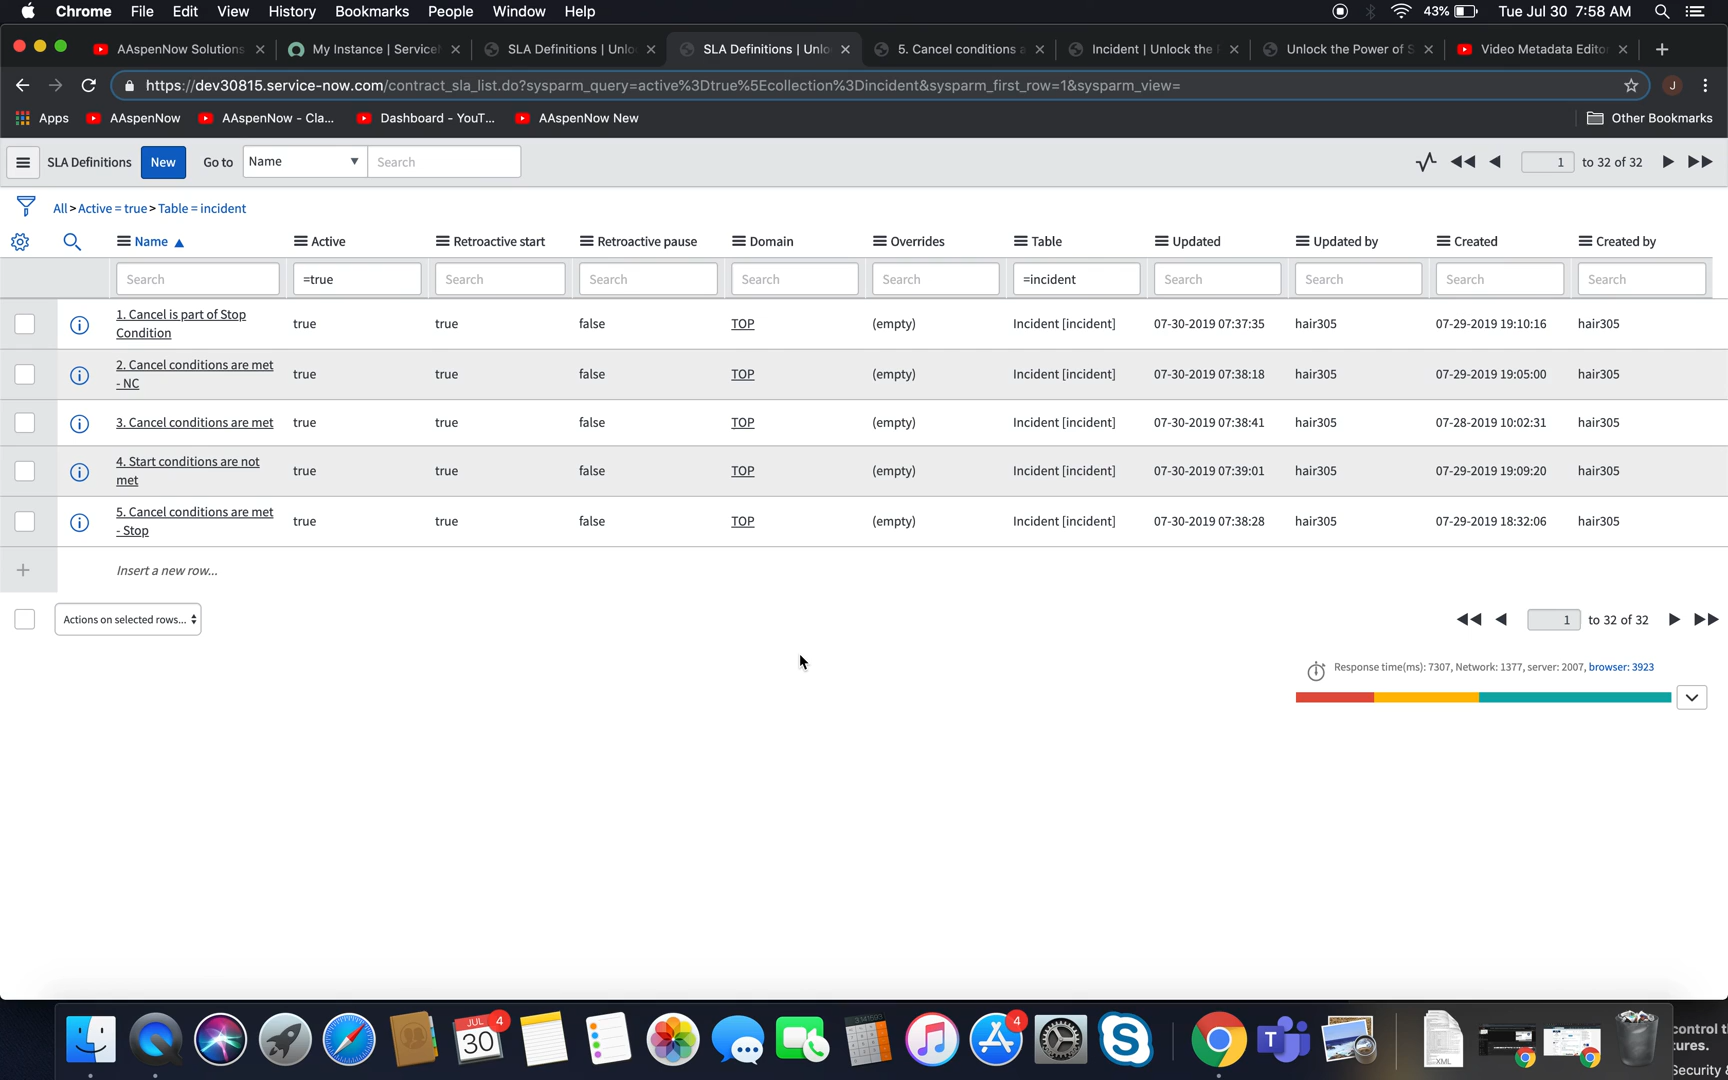 Chrome File Edit View History Bookmarks People Window Help 43% Tue Jul 30 7:58 AM
AAspenNow Solutions My Instance | Service SLA Definitions | Unlo SLA Definitions | Unlo 5. Cancel conditions a Incident | Unlock the Unlock the Power of S Video Metadata Editor
https://dev30815.service-now.com/contract_sla_list.do?sysparm_query=active%3Dtrue%5Ecollection%3Dincident&sysparm_first_row=1&sysparm_view= J
Apps AAspenNow AAspenNow - Cla... Dashboard - YouT... AAspenNow New Other Bookmarks
SLA Definitions New Go to Name Search 1 to 32 of 32
All > Active = true > Table = incident
Name Active Retroactive start Retroactive pause Domain Overrides Table Updated Updated by Created Created by
Search =true Search Search Search Search =incident Search Search Search Search
1. Cancel is part of Stop
Condition true true false TOP (empty) Incident [incident] 07-30-2019 07:37:35 hair305 07-29-2019 19:10:16 hair305
2. Cancel conditions are met
- NC true true false TOP (empty) Incident [incident] 07-30-2019 07:38:18 hair305 07-29-2019 19:05:00 hair305
3. Cancel conditions are met true true false TOP (empty) Incident [incident] 07-30-2019 07:38:41 hair305 07-28-2019 10:02:31 hair305
4. Start conditions are not
met true true false TOP (empty) Incident [incident] 07-30-2019 07:39:01 hair305 07-29-2019 19:09:20 hair305
5. Cancel conditions are met
- Stop true true false TOP (empty) Incident [incident] 07-30-2019 07:38:28 hair305 07-29-2019 18:32:06 hair305
Insert a new row...
Actions on selected rows... 1 to 32 of 32
Response time(ms): 7307, Network: 1377, server: 2007, browser: 3923
JUL 30 4 4 XML
control t
tures.
Security